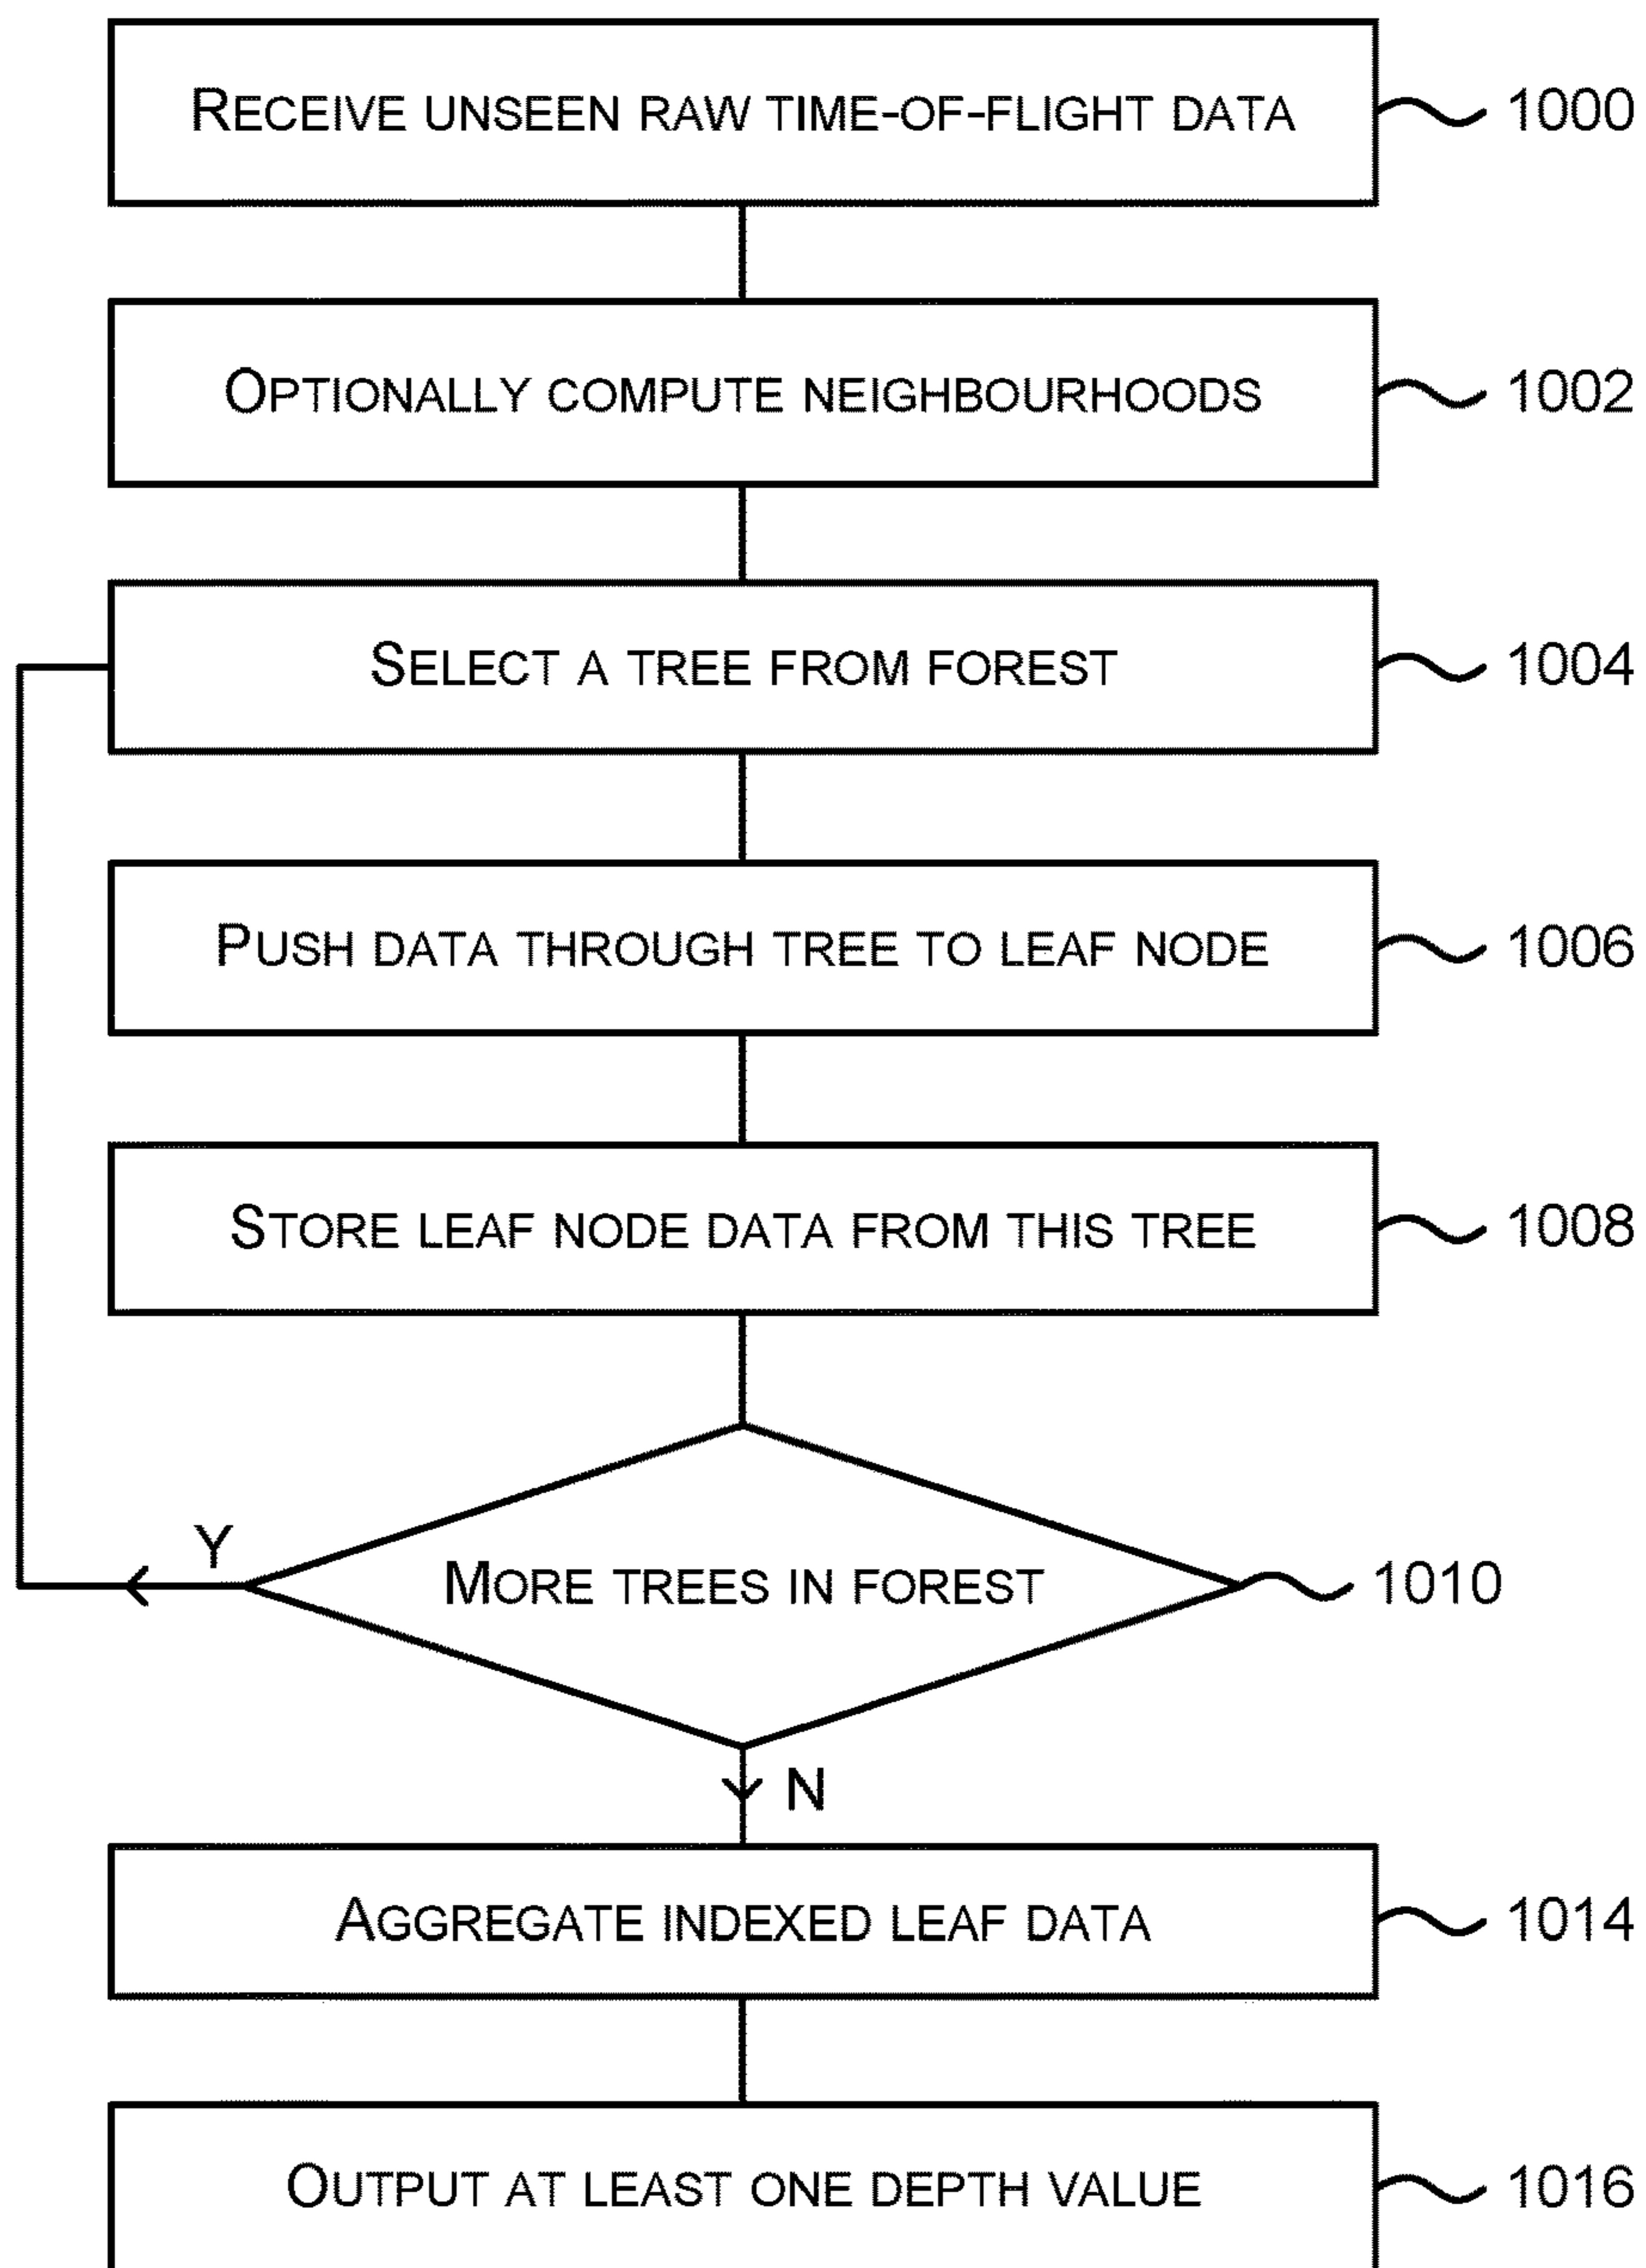 RECEIVE UNSEEN RAW TIME-OF-FLIGHT DATA 1000
OPTIONALLY COMPUTE NEIGHBOURHOODS 1002
SELECT A TREE FROM FOREST 1004
PUSH DATA THROUGH TREE TO LEAF NODE 1006
STORE LEAF NODE DATA FROM THIS TREE 1008
Y
MORE TREES IN FOREST 1010
N
AGGREGATE INDEXED LEAF DATA 1014
OUTPUT AT LEAST ONE DEPTH VALUE 1016